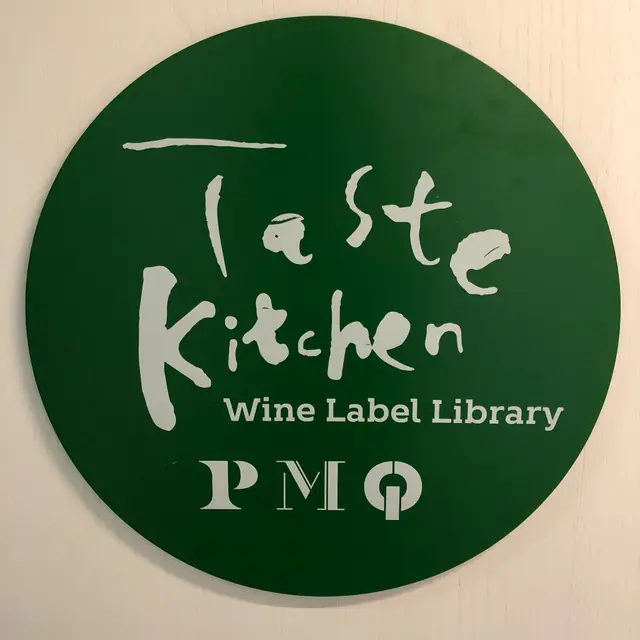 Taste
Kitchen
Wine Label Library
PMQ